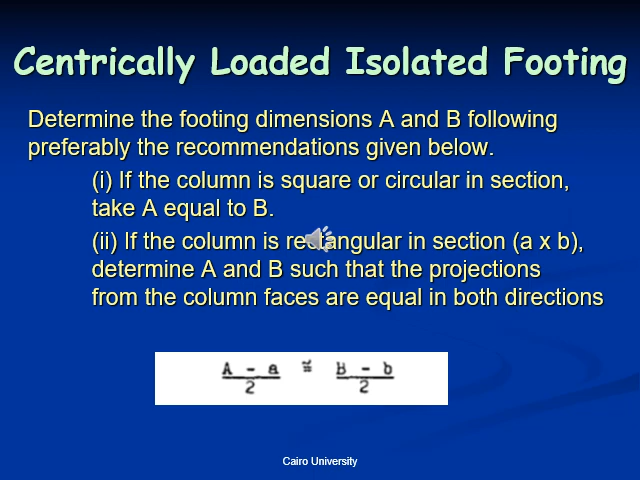 Centrically Loaded Isolated Footing
Determine the footing dimensions A and B following
preferably the recommendations given below.
(i) If the column is square or circular in section,
take A equal to B.
(ii) If the column is rectangular in section (a x b),
determine A and B such that the projections
from the column faces are equal in both directions
A - a ≅ B - b
2 2
Cairo University